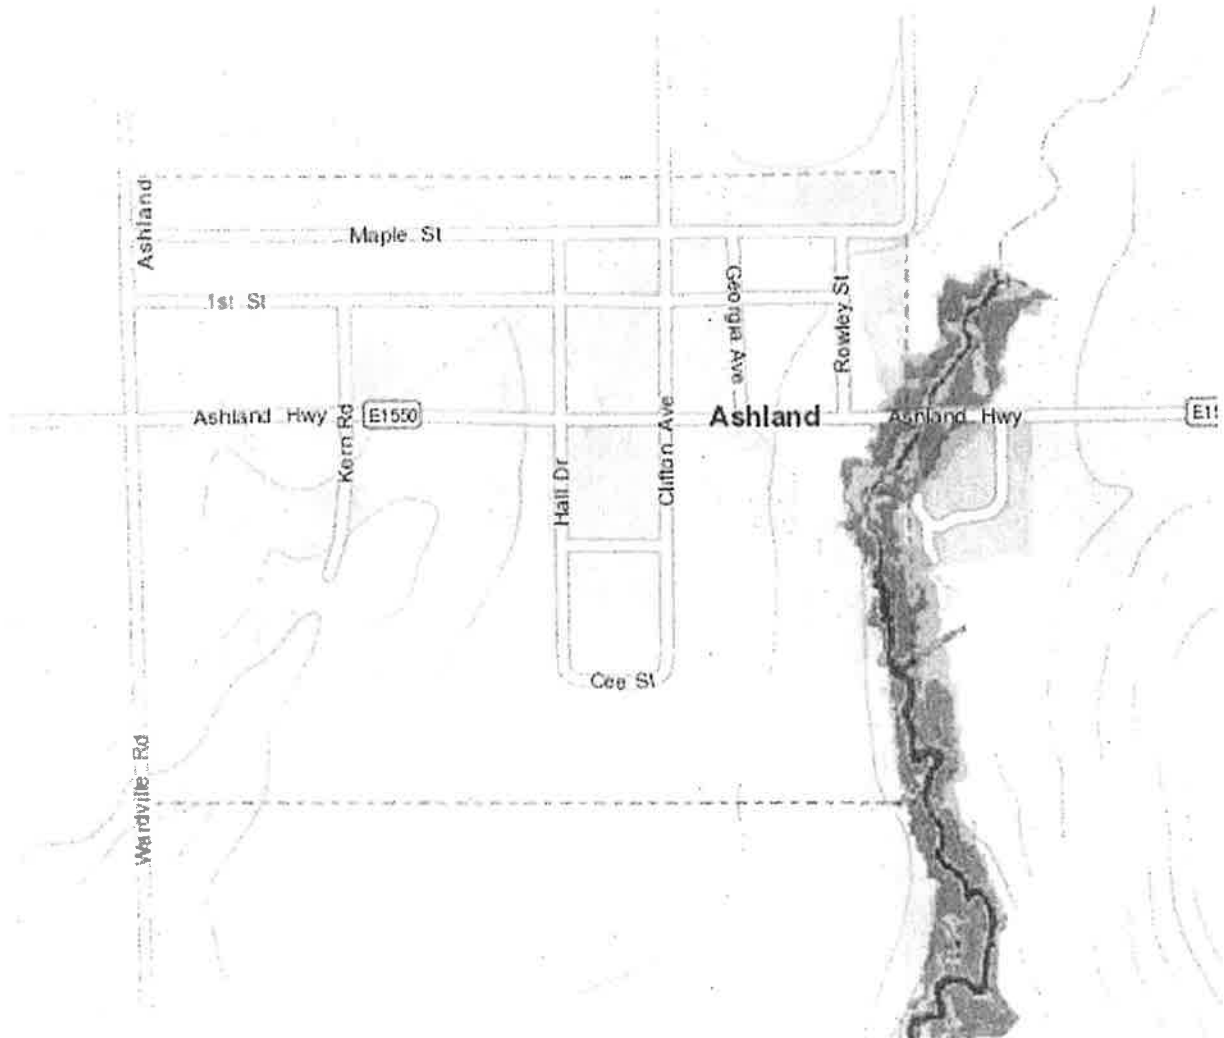 Ashland
Maple St
1st St
Georgia Ave
Rowley St
Ashland Hwy
Kern Rd
E1550
Hall Dr
Clifton Ave
Ashland
Ashland Hwy
E15
Cee St
Wardville Rd